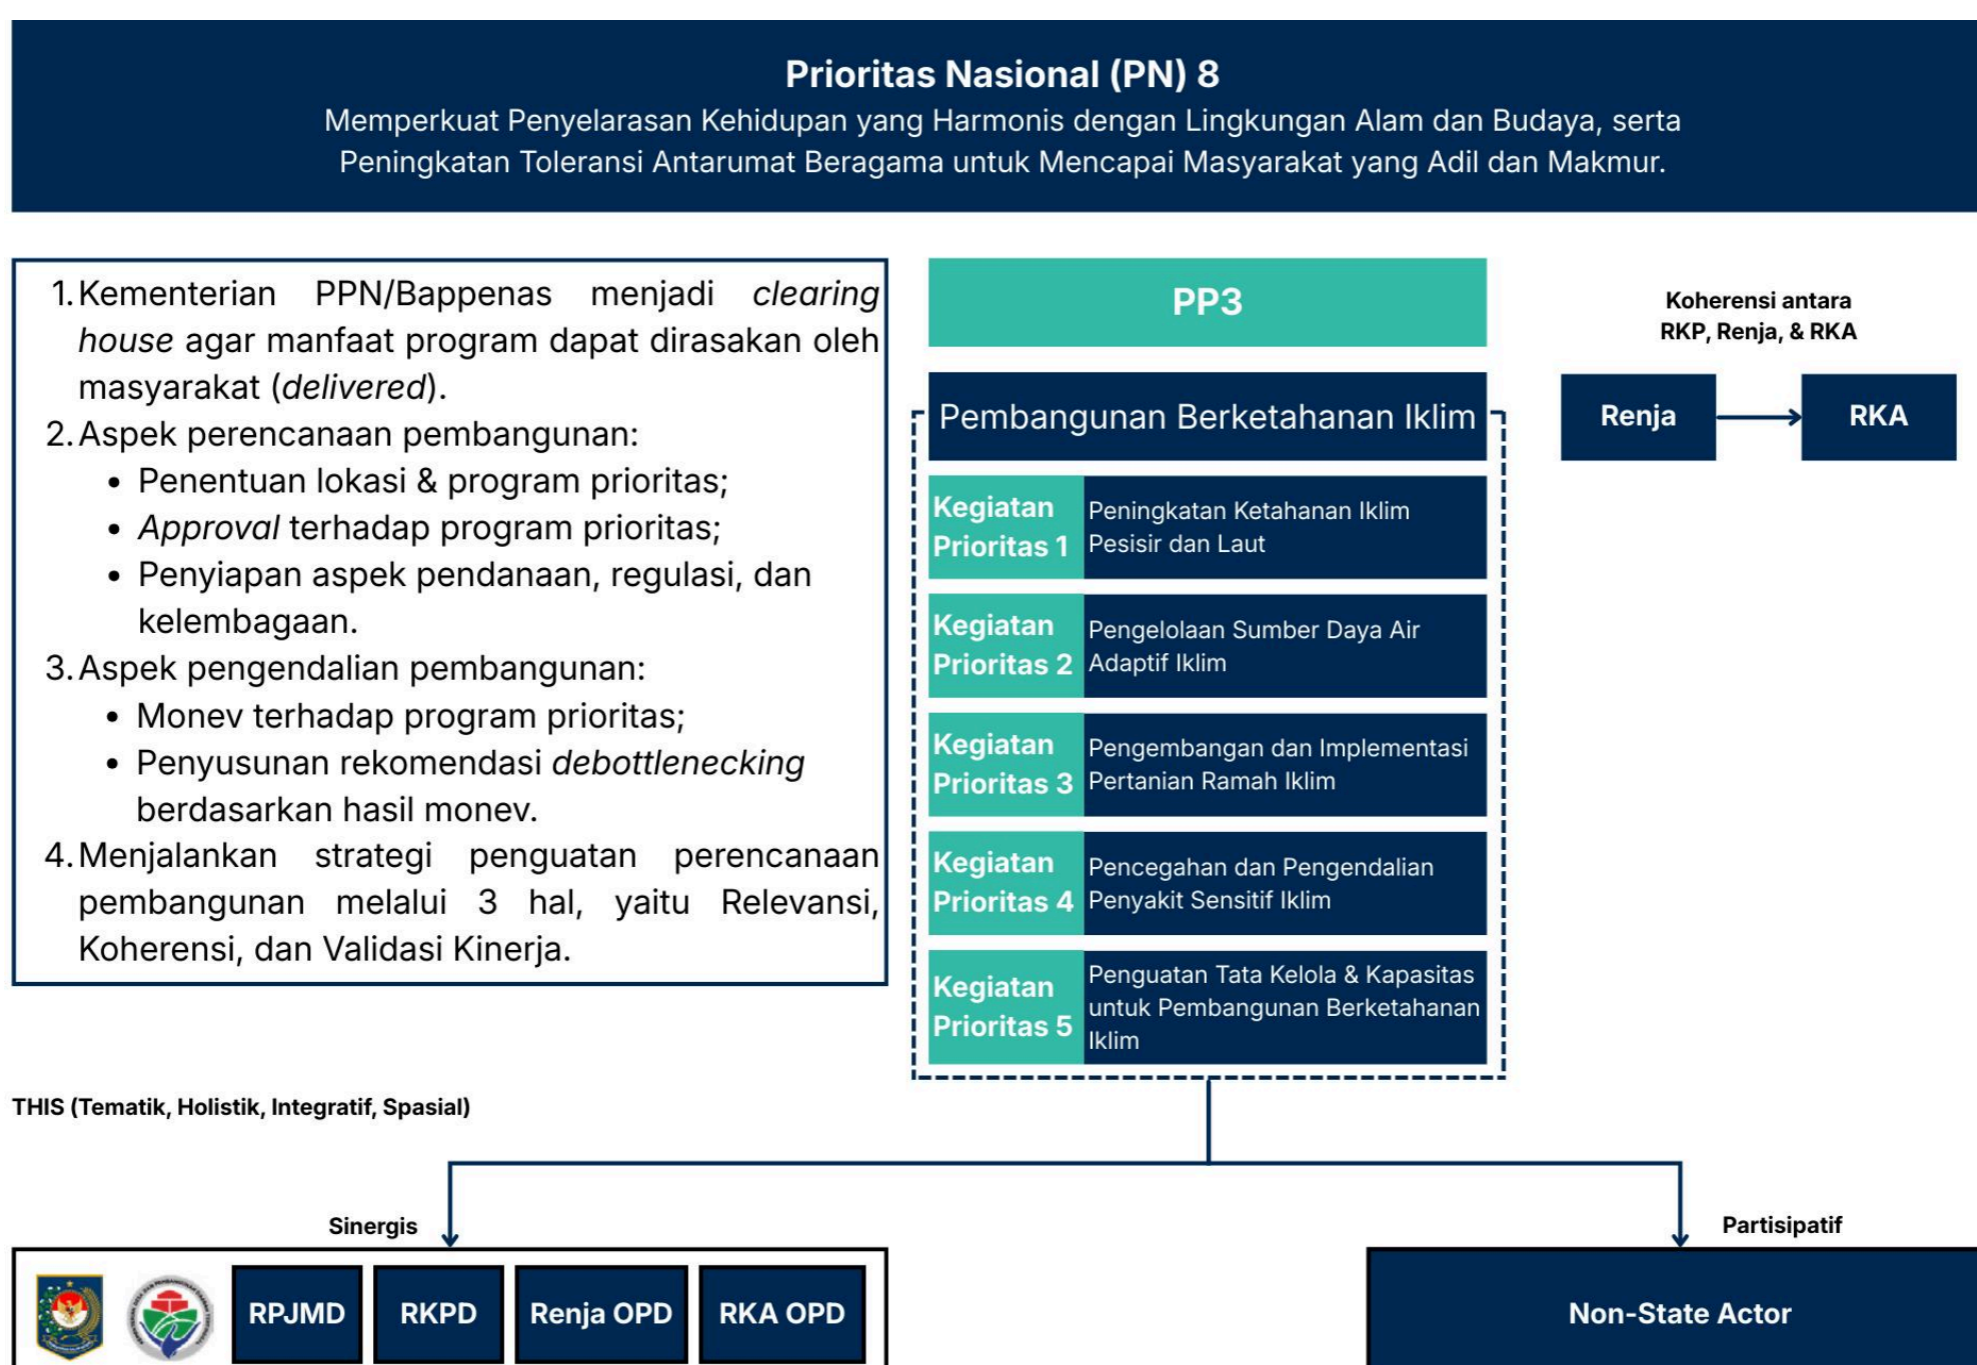 Prioritas Nasional (PN) 8
Memperkuat Penyelarasan Kehidupan yang Harmonis dengan Lingkungan Alam dan Budaya, serta
Peningkatan Toleransi Antarumat Beragama untuk Mencapai Masyarakat yang Adil dan Makmur.
1. Kementerian PPN/Bappenas menjadi clearing
house agar manfaat program dapat dirasakan oleh
masyarakat (delivered).
2. Aspek perencanaan pembangunan:
• Penentuan lokasi & program prioritas;
• Approval terhadap program prioritas;
• Penyiapan aspek pendanaan, regulasi, dan
kelembagaan.
3. Aspek pengendalian pembangunan:
• Monev terhadap program prioritas;
• Penyusunan rekomendasi debottlenecking
berdasarkan hasil monev.
4. Menjalankan strategi penguatan perencanaan
pembangunan melalui 3 hal, yaitu Relevansi,
Koherensi, dan Validasi Kinerja.
PP3
Pembangunan Berketahanan Iklim
Kegiatan
Prioritas 1
Peningkatan Ketahanan Iklim
Pesisir dan Laut
Kegiatan
Prioritas 2
Pengelolaan Sumber Daya Air
Adaptif Iklim
Kegiatan
Prioritas 3
Pengembangan dan Implementasi
Pertanian Ramah Iklim
Kegiatan
Prioritas 4
Pencegahan dan Pengendalian
Penyakit Sensitif Iklim
Kegiatan
Prioritas 5
Penguatan Tata Kelola & Kapasitas
untuk Pembangunan Berketahanan
Iklim
Koherensi antara
RKP, Renja, & RKA
Renja
RKA
THIS (Tematik, Holistik, Integratif, Spasial)
Sinergis
RPJMD
RKPD
Renja OPD
RKA OPD
Partisipatif
Non-State Actor